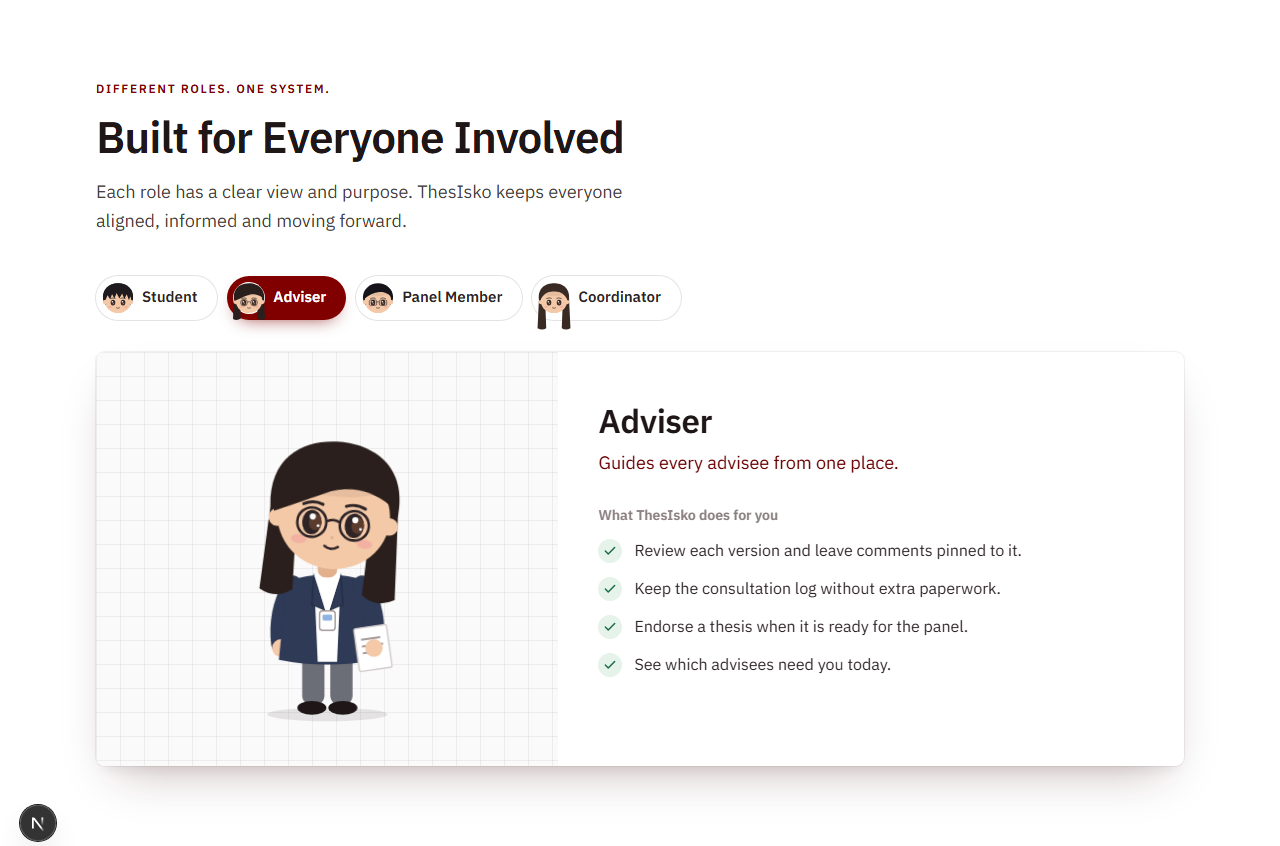 DIFFERENT ROLES. ONE SYSTEM.
Built for Everyone Involved
Each role has a clear view and purpose. ThesIsko keeps everyone
aligned, informed and moving forward.
Student
Adviser
Panel Member
Coordinator
Adviser
Guides every advisee from one place.
What ThesIsko does for you
Review each version and leave comments pinned to it.
Keep the consultation log without extra paperwork.
Endorse a thesis when it is ready for the panel.
See which advisees need you today.
N